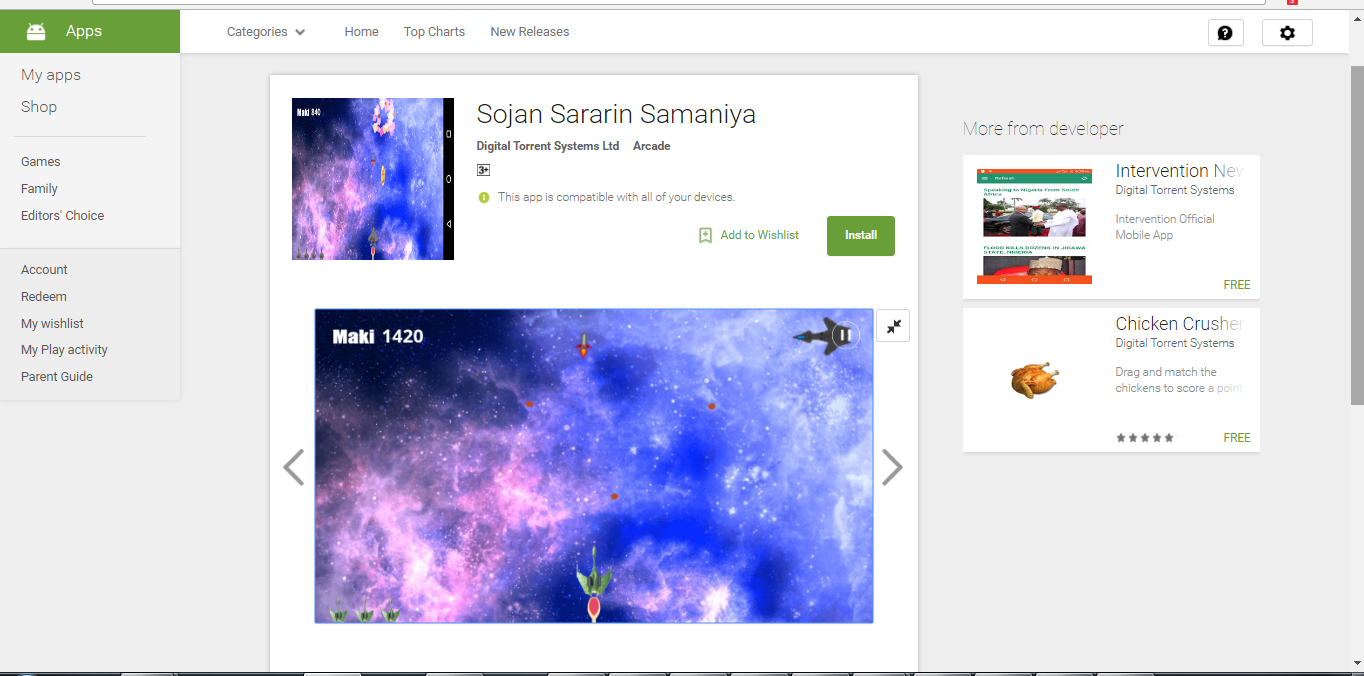 Apps
Categories
Home
Top Charts
New Releases
My apps
Shop
Games
Family
Editors' Choice
Account
Redeem
My wishlist
My Play activity
Parent Guide
Maki 840
Sojan Sararin Samaniya
Digital Torrent Systems Ltd Arcade
3+
This app is compatible with all of your devices.
Add to Wishlist
Install
Maki 1420
More from developer
Refresh
Speaking to Nigeria From South
Africa
FLOOD KILLS DOZENS IN JIGAWA
STATE, NIGERIA
Intervention New
Digital Torrent Systems
Intervention Official
Mobile App
FREE
Chicken Crusher
Digital Torrent Systems
Drag and match the
chickens to score a point
FREE